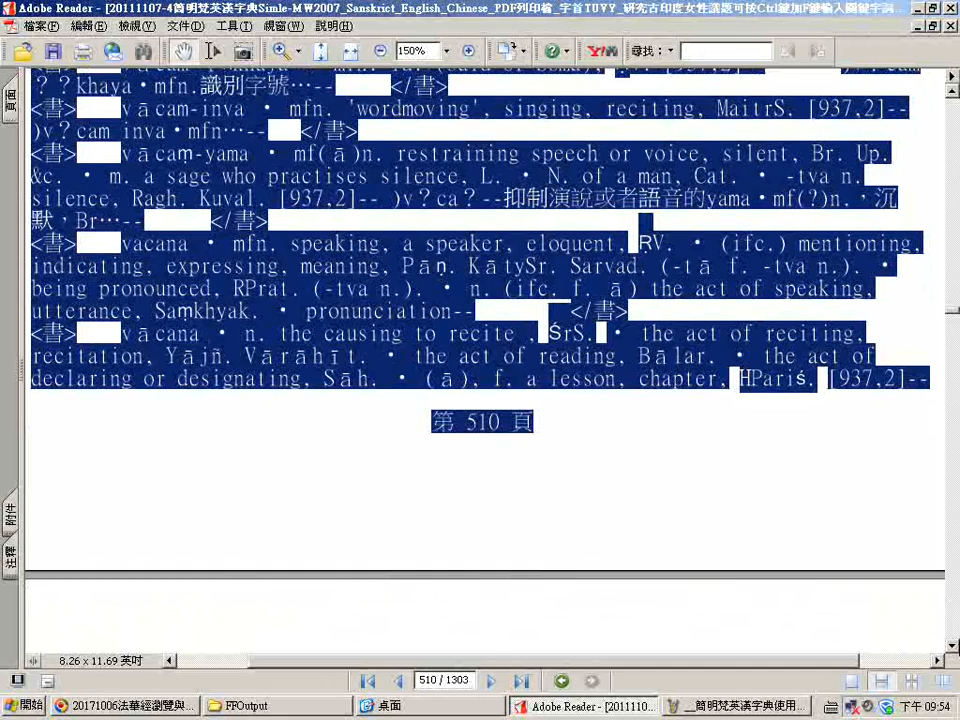 Adobe Reader - [20111107-4簡明梵英漢字典Simle-MW2007_Sanskrict_English_Chinese_PDF列印檔_字首TUVY_研究古印度女性議題可按Ctrl鍵加F鍵輸入關鍵字詞
檔案(F) 編輯(E) 檢視(V) 文件(D) 工具(T) 視窗(W) 說明(H)
150% Y! 尋找：
頁面
？？khaya‧mfn.識別字號…-- </書>
<書> vācam-inva ‧ mfn. 'wordmoving', singing, reciting, MaitrS. [937,2]--
)v？cam inva‧mfn…-- </書>
<書> vācaṃ-yama ‧ mf(ā)n. restraining speech or voice, silent, Br. Up.
&c. ‧ m. a sage who practises silence, L. ‧ N. of a man, Cat. ‧ -tva n.
silence, Ragh. Kuval. [937,2]-- )v？ca？--抑制演說或者語音的yama‧mf(?)n.，沉
默，Br…-- </書>
<書> vacana ‧ mfn. speaking, a speaker, eloquent, ṚV. ‧ (ifc.) mentioning,
indicating, expressing, meaning, Pāṇ. KātySr. Sarvad. (-tā f. -tva n.). ‧
being pronounced, RPrat. (-tva n.). ‧ n. (ifc. f. ā) the act of speaking,
utterance, Saṃkhyak. ‧ pronunciation-- </書>
<書> vācana ‧ n. the causing to recite , ŚrS. ‧ the act of reciting,
recitation, Yājñ. Vārāhīt. ‧ the act of reading, Bālar. ‧ the act of
declaring or designating, Sāh. ‧ (ā), f. a lesson, chapter, HPariś. [937,2]--
第 510 頁
附件
注釋
8.26 x 11.69 英吋
510 / 1303
開始 20171006法華經瀏覽與... FFOutput 桌面 Adobe Reader - [201110... __簡明梵英字典使用... 下午 09:54